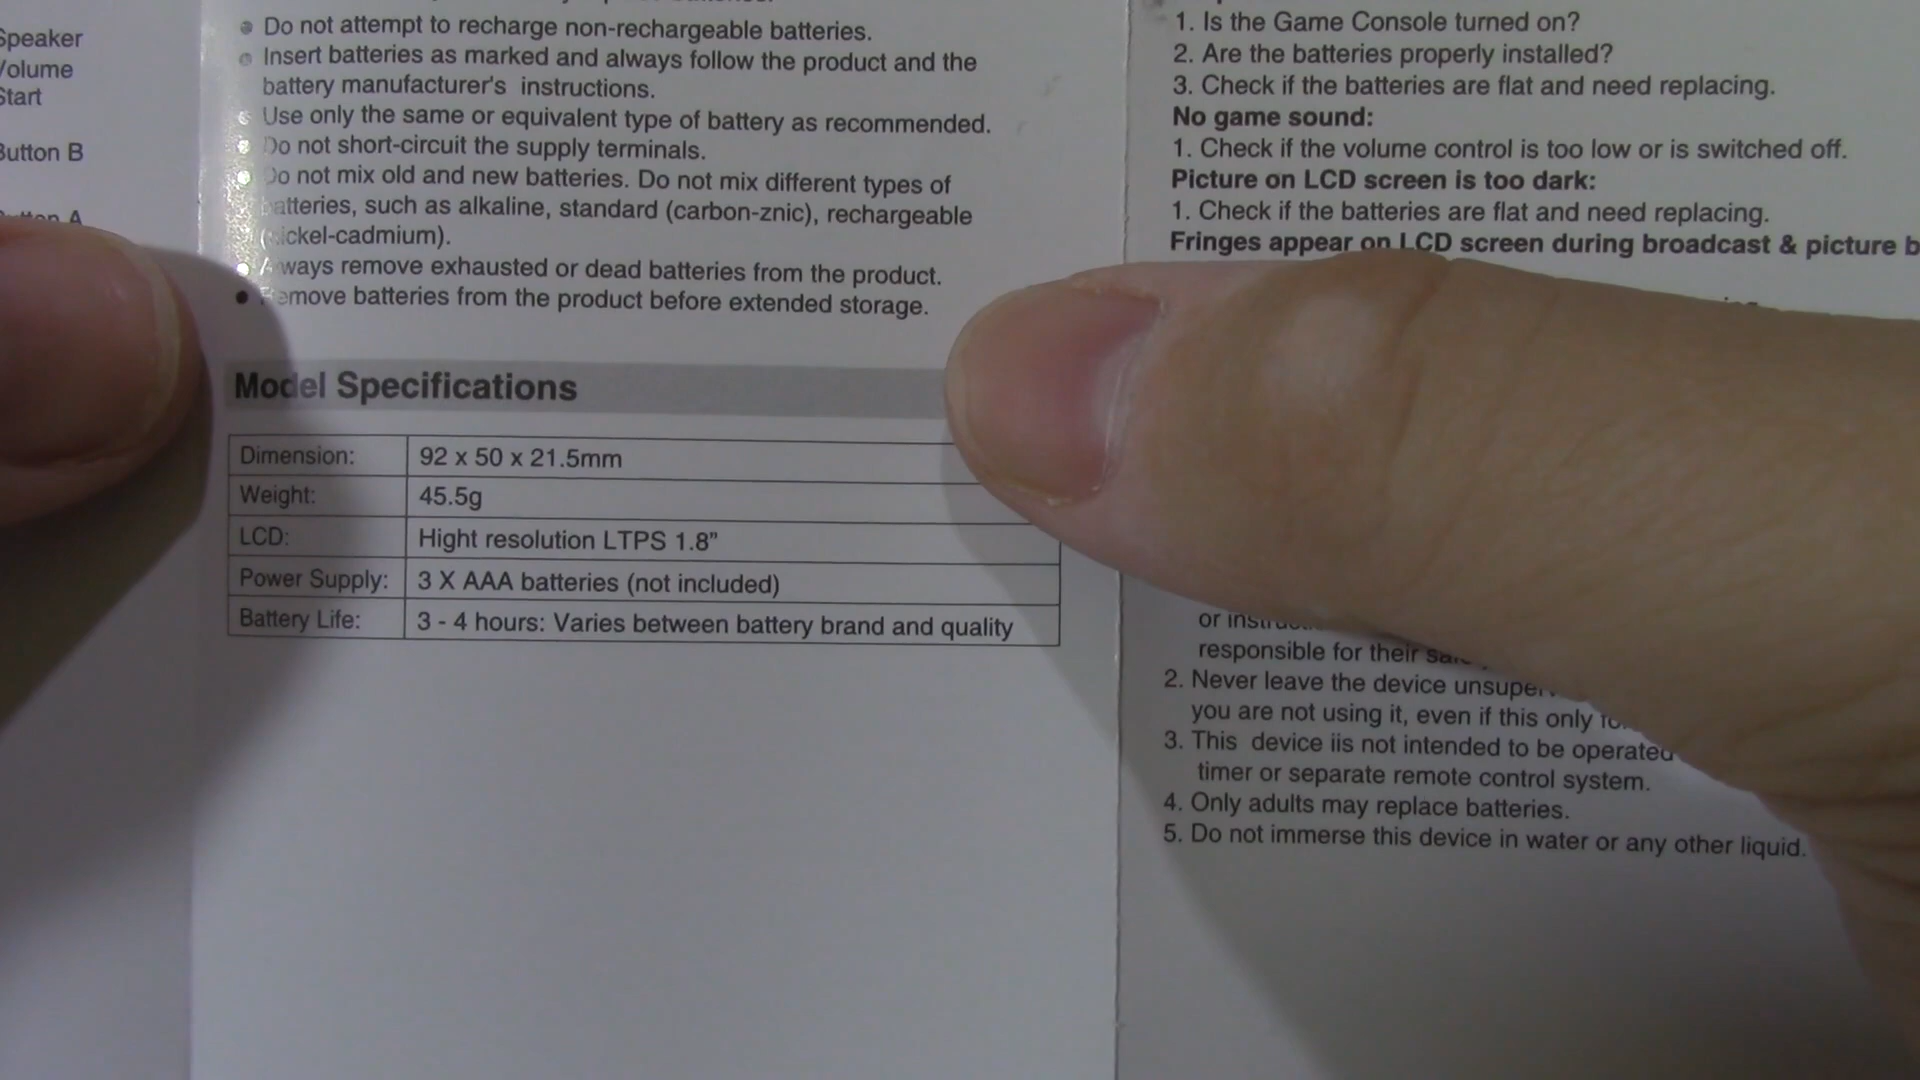 Speaker
Volume
Start
Button B
Button A
Do not attempt to recharge non-rechargeable batteries.
Insert batteries as marked and always follow the product and the
battery manufacturer's instructions.
Use only the same or equivalent type of battery as recommended.
Do not short-circuit the supply terminals.
Do not mix old and new batteries. Do not mix different types of
batteries, such as alkaline, standard (carbon-znic), rechargeable
(nickel-cadmium).
Always remove exhausted or dead batteries from the product.
Remove batteries from the product before extended storage.
Model Specifications
Dimension: 92 x 50 x 21.5mm
Weight: 45.5g
LCD: Hight resolution LTPS 1.8”
Power Supply: 3 X AAA batteries (not included)
Battery Life: 3 - 4 hours: Varies between battery brand and quality
1. Is the Game Console turned on?
2. Are the batteries properly installed?
3. Check if the batteries are flat and need replacing.
No game sound:
1. Check if the volume control is too low or is switched off.
Picture on LCD screen is too dark:
1. Check if the batteries are flat and need replacing.
Fringes appear on LCD screen during broadcast & picture b
or
responsible for their
2. Never leave the device
you are not using it, even if this only
3. This device iis not intended to be operated
timer or separate remote control system.
4. Only adults may replace batteries.
5. Do not immerse this device in water or any other liquid.